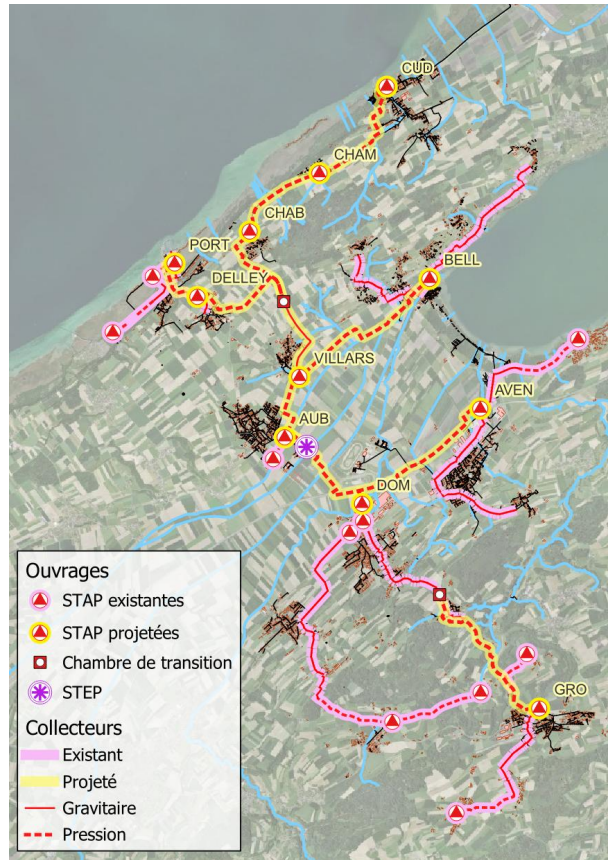 CUD
CHAM
CHAB
PORT
DELLEY
BELL
VILLARS
AVEN
AUB
DOM
GRO
Ouvrages
STAP existantes
STAP projetées
Chambre de transition
STEP
Collecteurs
Existant
Projeté
Gravitaire
Pression